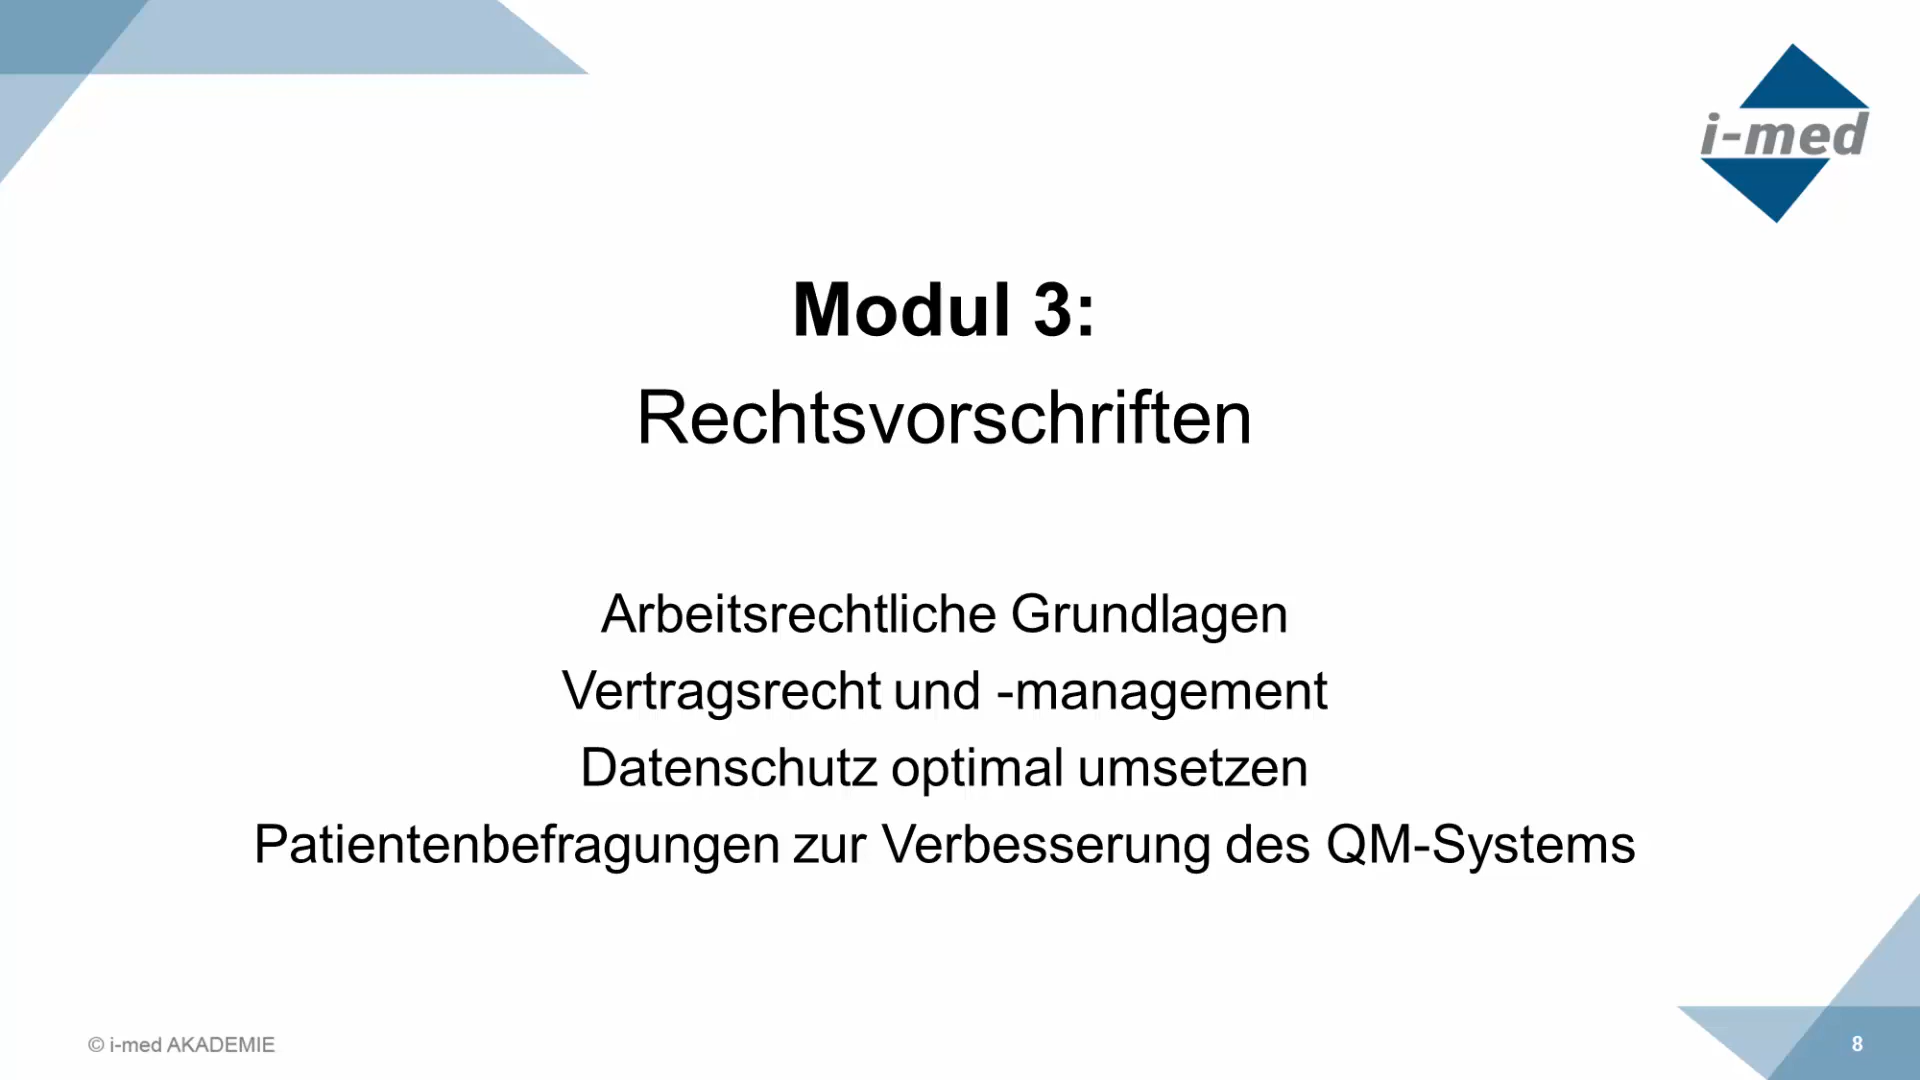 i-med
Modul 3:
Rechtsvorschriften
Arbeitsrechtliche Grundlagen
Vertragsrecht und -management
Datenschutz optimal umsetzen
Patientenbefragungen zur Verbesserung des QM-Systems
© i-med AKADEMIE
8